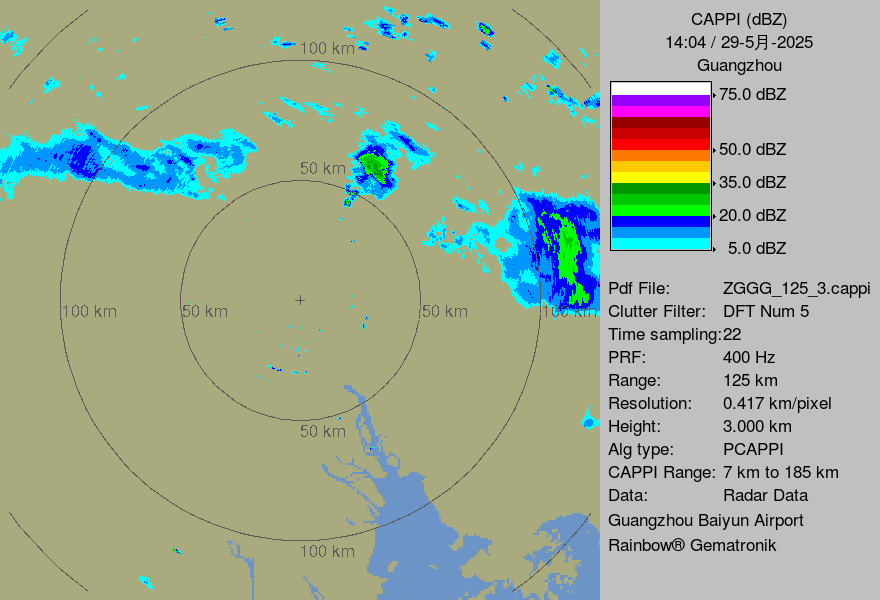 CAPPI (dBZ)
14:04 / 29-5月-2025
Guangzhou
75.0 dBZ
50.0 dBZ
35.0 dBZ
20.0 dBZ
5.0 dBZ
Pdf File: ZGGG_125_3.cappi
Clutter Filter: DFT Num 5
Time sampling:22
PRF: 400 Hz
Range: 125 km
Resolution: 0.417 km/pixel
Height: 3.000 km
Alg type: PCAPPI
CAPPI Range: 7 km to 185 km
Data: Radar Data
Guangzhou Baiyun Airport
Rainbow® Gematronik
100 km
50 km
100 km
50 km
50 km
100 km
50 km
100 km